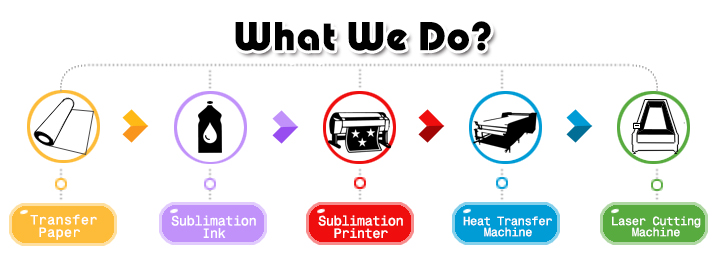 What We Do?
Transfer
Paper
Sublimation
Ink
Sublimation
Printer
Heat Transfer
Machine
Laser Cutting
Machine